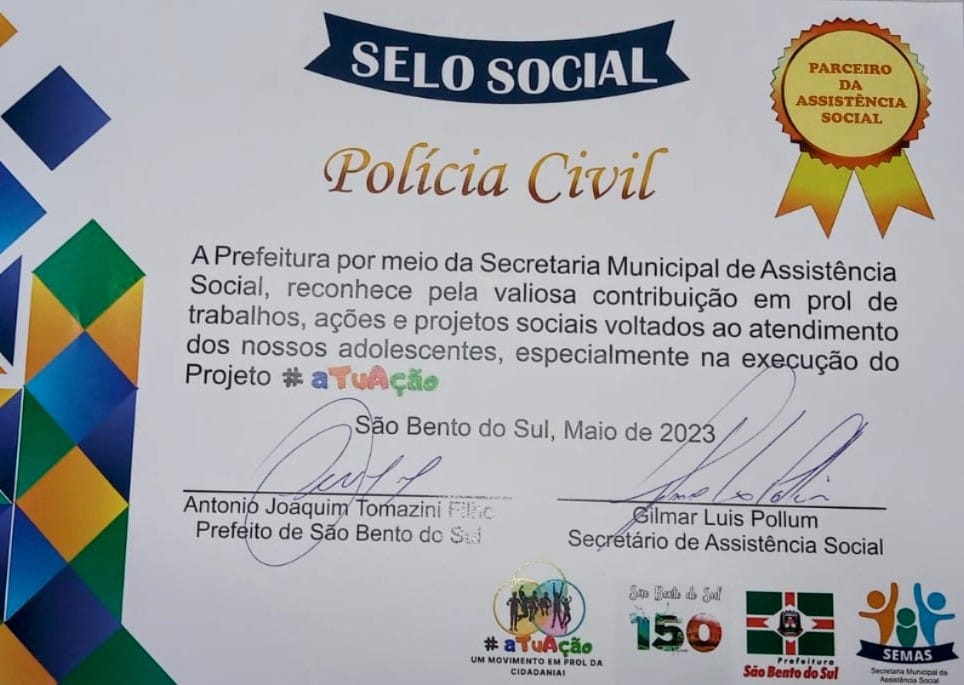 SELO SOCIAL
PARCEIRO
DA
ASSISTÊNCIA
SOCIAL
Polícia Civil
A Prefeitura por meio da Secretaria Municipal de Assistência
Social, reconhece pela valiosa contribuição em prol de
trabalhos, ações e projetos sociais voltados ao atendimento
dos nossos adolescentes, especialmente na execução do
Projeto # aTuAção
São Bento do Sul, Maio de 2023
Antonio Joaquim Tomazini Filho
Prefeito de São Bento do Sul
Gilmar Luis Pollum
Secretário de Assistência Social
# aTuAção
UM MOVIMENTO EM PROL DA
CIDADANIA!
São Bento do Sul
150
Prefeitura
São Bento do Sul
SEMAS
Secretaria Municipal de
Assistência Social